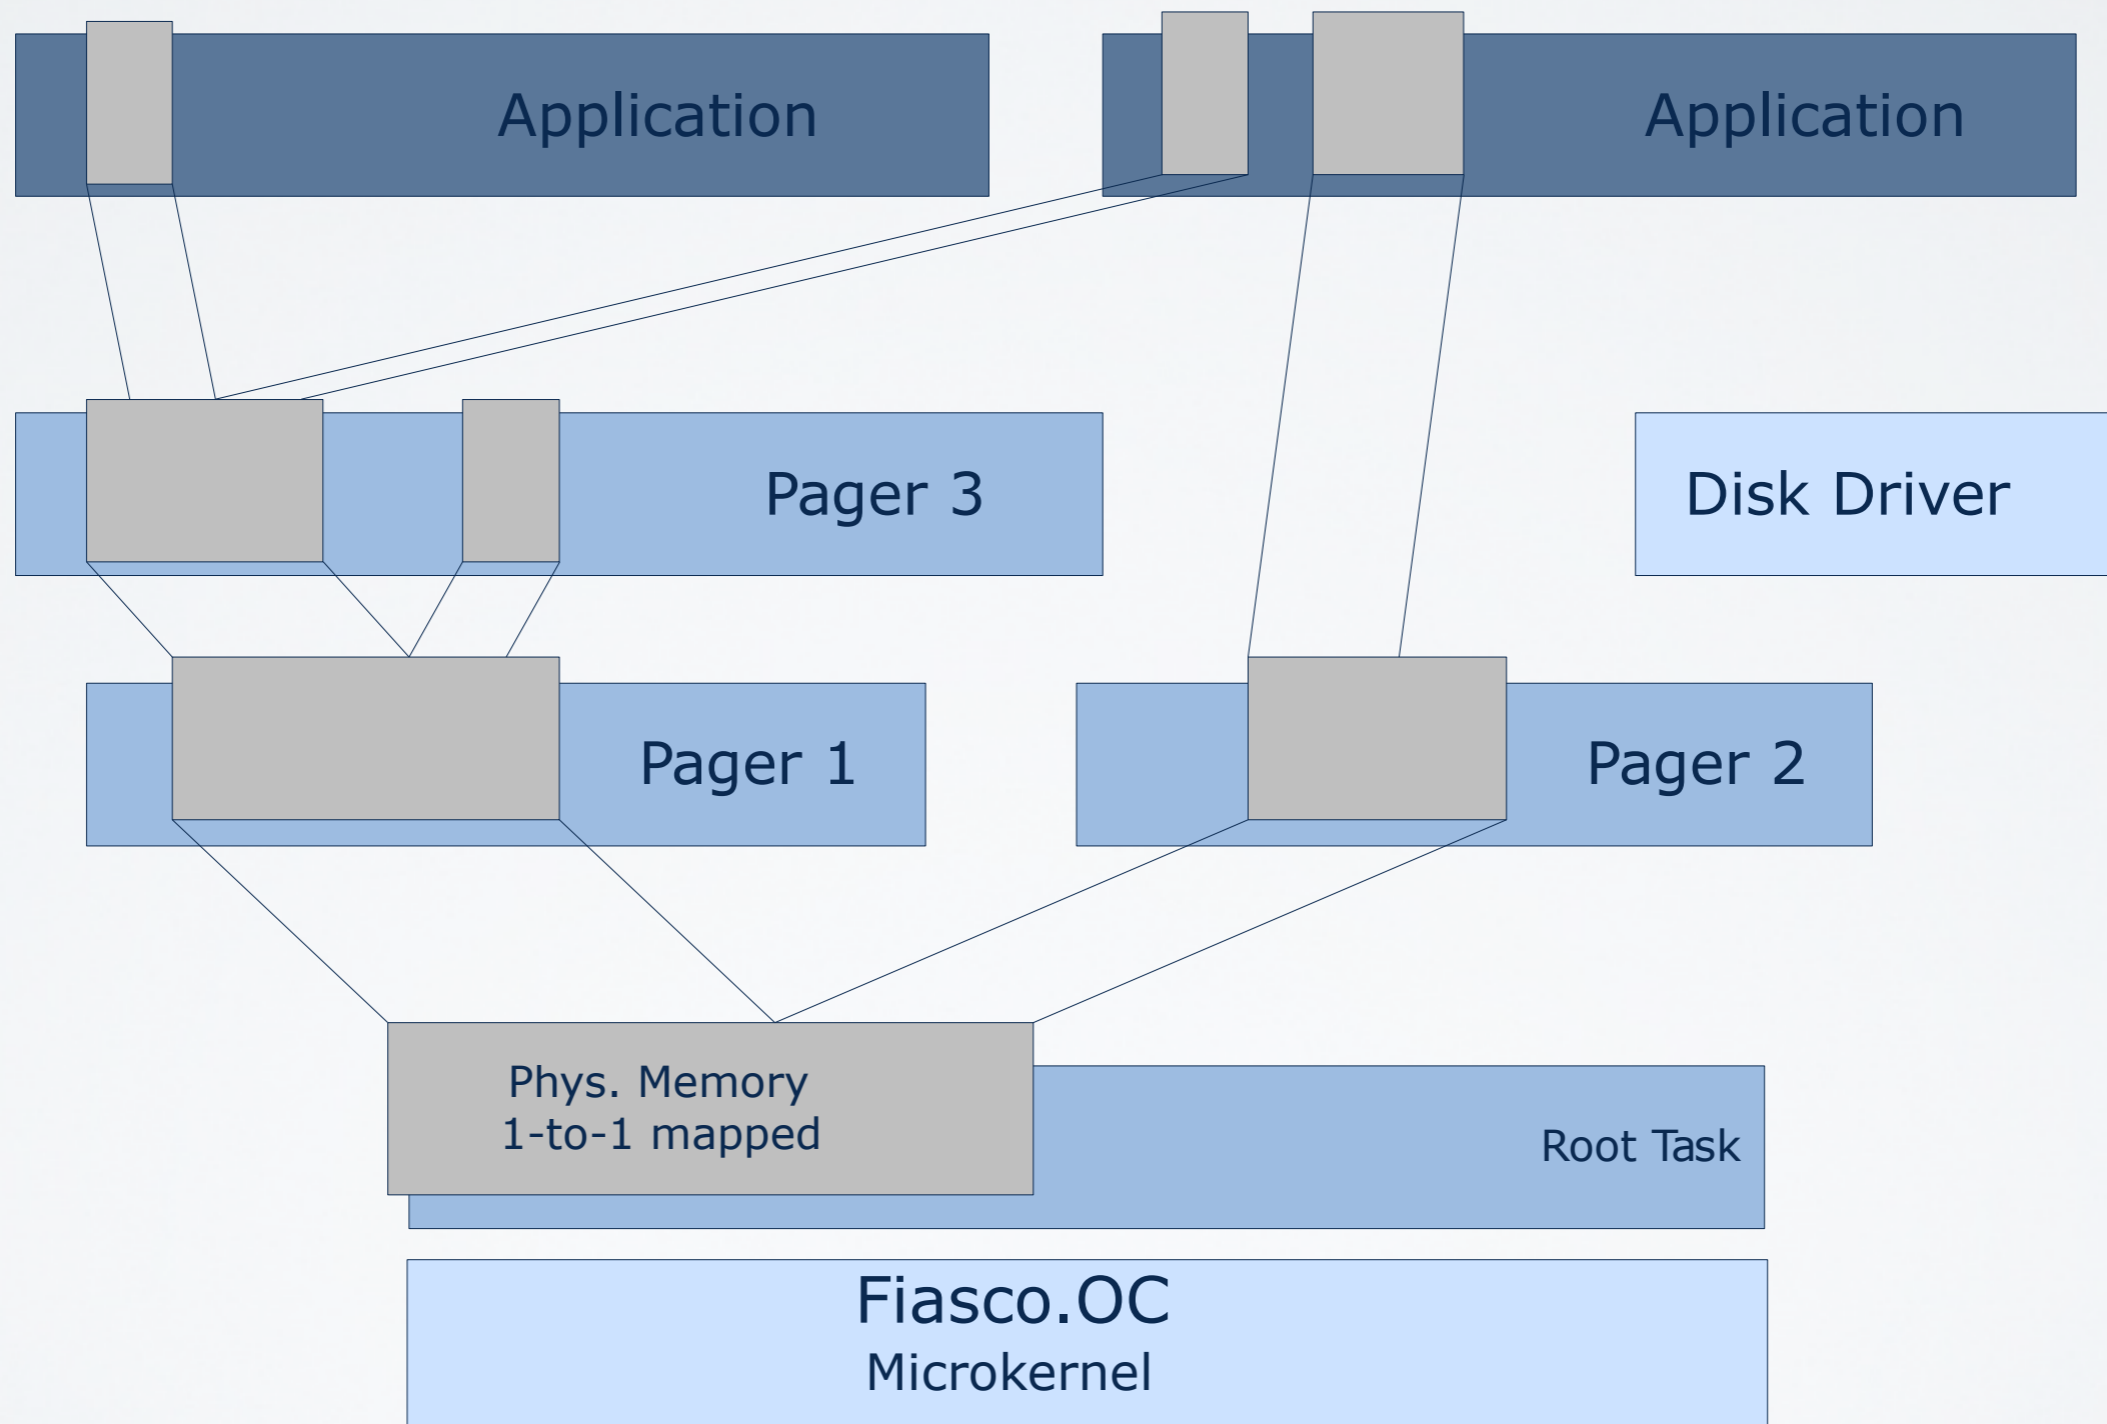 Application
Application
Pager 3
Disk Driver
Pager 1
Pager 2
Phys. Memory
1-to-1 mapped
Root Task
Fiasco.OC
Microkernel